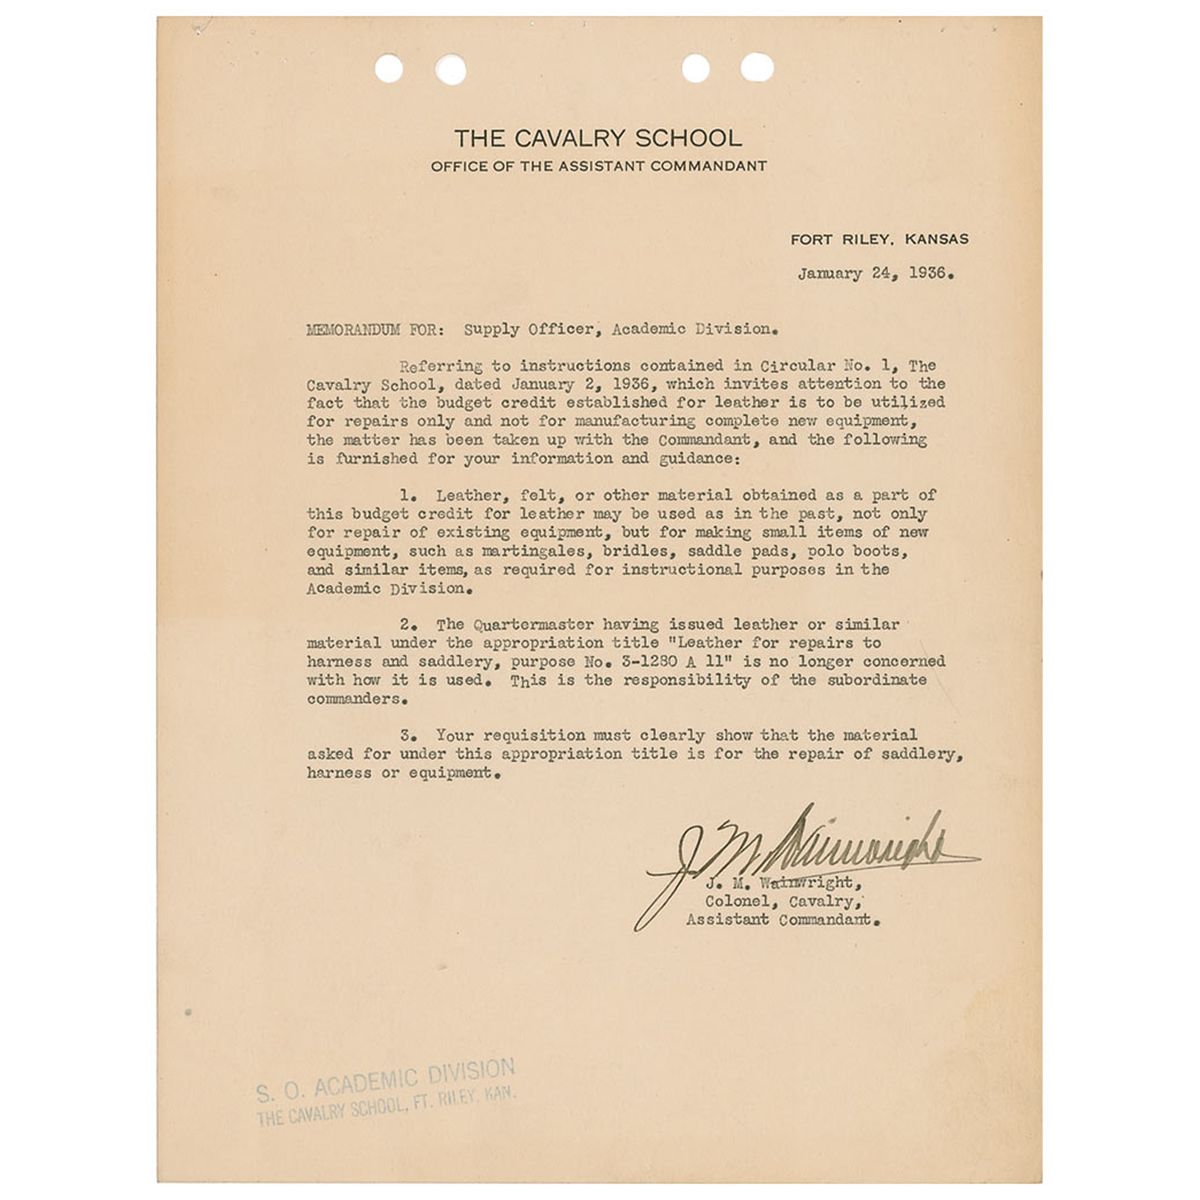 THE CAVALRY SCHOOL
OFFICE OF THE ASSISTANT COMMANDANT
FORT RILEY, KANSAS
January 24, 1936.
MEMORANDUM FOR: Supply Officer, Academic Division.
Referring to instructions contained in Circular No. 1, The
Cavalry School, dated January 2, 1936, which invites attention to the
fact that the budget credit established for leather is to be utilized
for repairs only and not for manufacturing complete new equipment,
the matter has been taken up with the Commandant, and the following
is furnished for your information and guidance:
1. Leather, felt, or other material obtained as a part of
this budget credit for leather may be used as in the past, not only
for repair of existing equipment, but for making small items of new
equipment, such as martingales, bridles, saddle pads, polo boots,
and similar items, as required for instructional purposes in the
Academic Division.
2. The Quartermaster having issued leather or similar
material under the appropriation title "Leather for repairs to
harness and saddlery, purpose No. 3-1280 A 11" is no longer concerned
with how it is used. This is the responsibility of the subordinate
commanders.
3. Your requisition must clearly show that the material
asked for under this appropriation title is for the repair of saddlery,
harness or equipment.
J M Wainwright
J. M. Wainwright,
Colonel, Cavalry,
Assistant Commandant.
S. O. ACADEMIC DIVISION
THE CAVALRY SCHOOL, FT. RILEY, KAN.